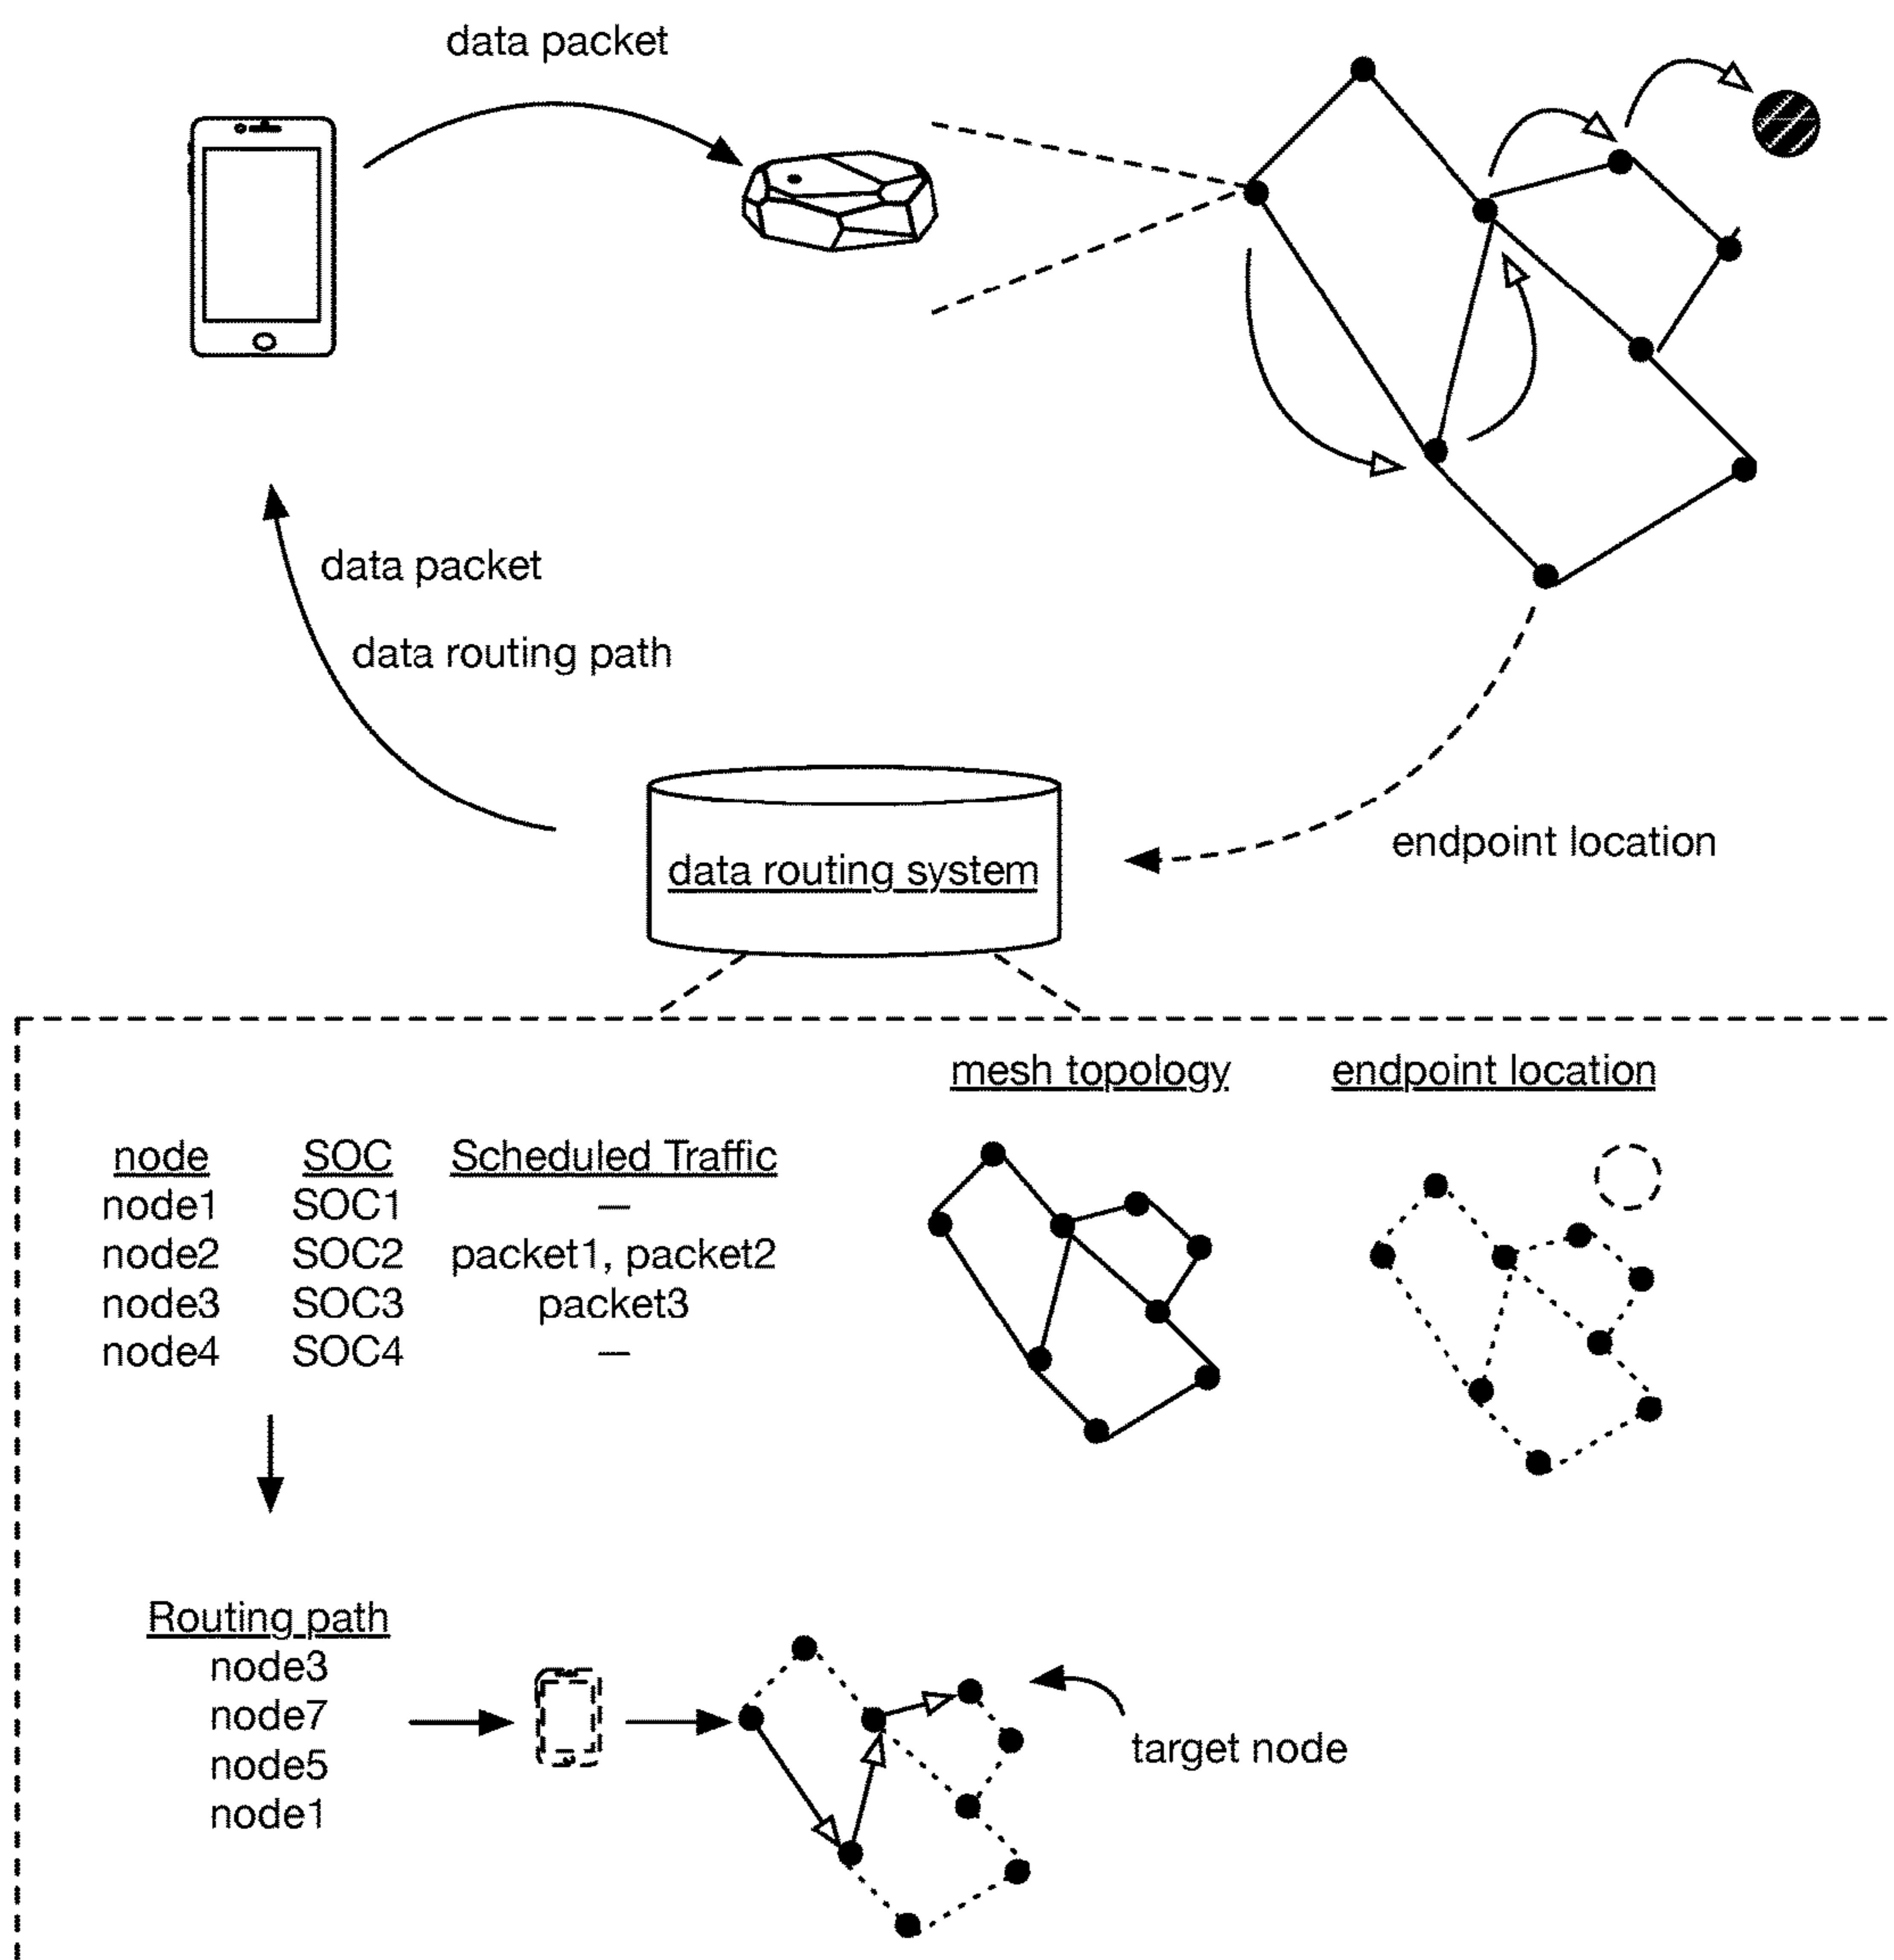 data packet
data packet
data routing path
data routing system
endpoint location
mesh topology
endpoint location
node SOC Scheduled Traffic
node1 SOC1 —
node2 SOC2 packet1, packet2
node3 SOC3 packet3
node4 SOC4 —
Routing path
node3
node7
node5
node1
target node